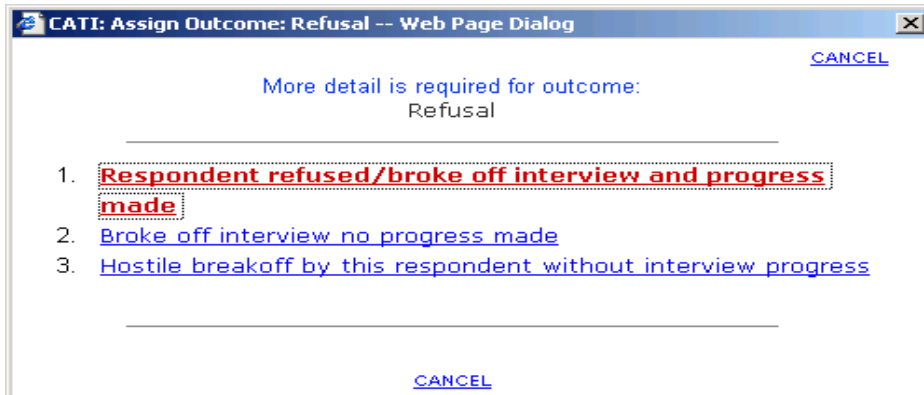 CATI: Assign Outcome: Refusal -- Web Page Dialog
CANCEL
More detail is required for outcome:
Refusal
1. Respondent refused/broke off interview and progress
made
2. Broke off interview no progress made
3. Hostile breakoff by this respondent without interview progress
CANCEL